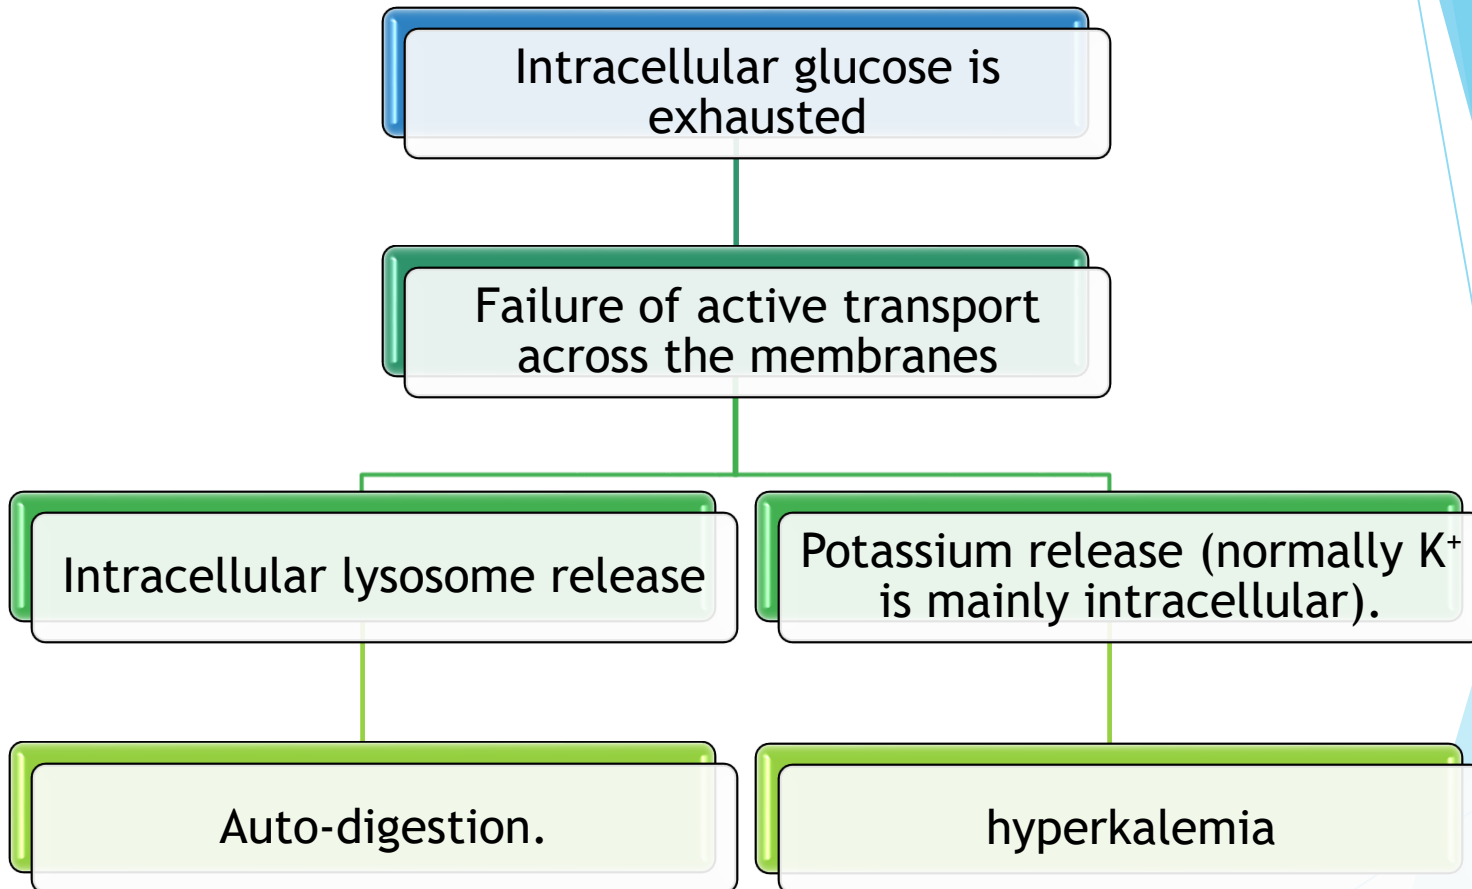 Intracellular glucose is
exhausted
Failure of active transport
across the membranes
Intracellular lysosome release
Potassium release (normally K⁺
is mainly intracellular).
Auto-digestion.
hyperkalemia